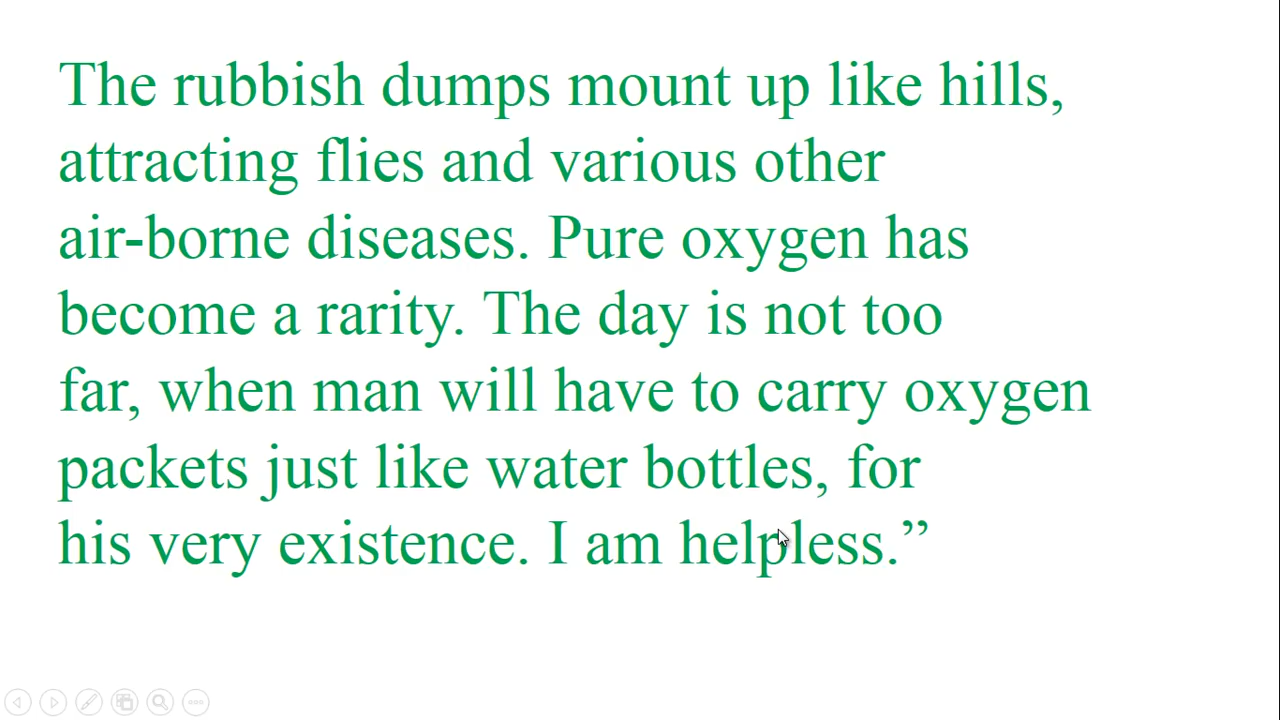 The rubbish dumps mount up like hills,
attracting flies and various other
air-borne diseases. Pure oxygen has
become a rarity. The day is not too
far, when man will have to carry oxygen
packets just like water bottles, for
his very existence. I am helpless.”